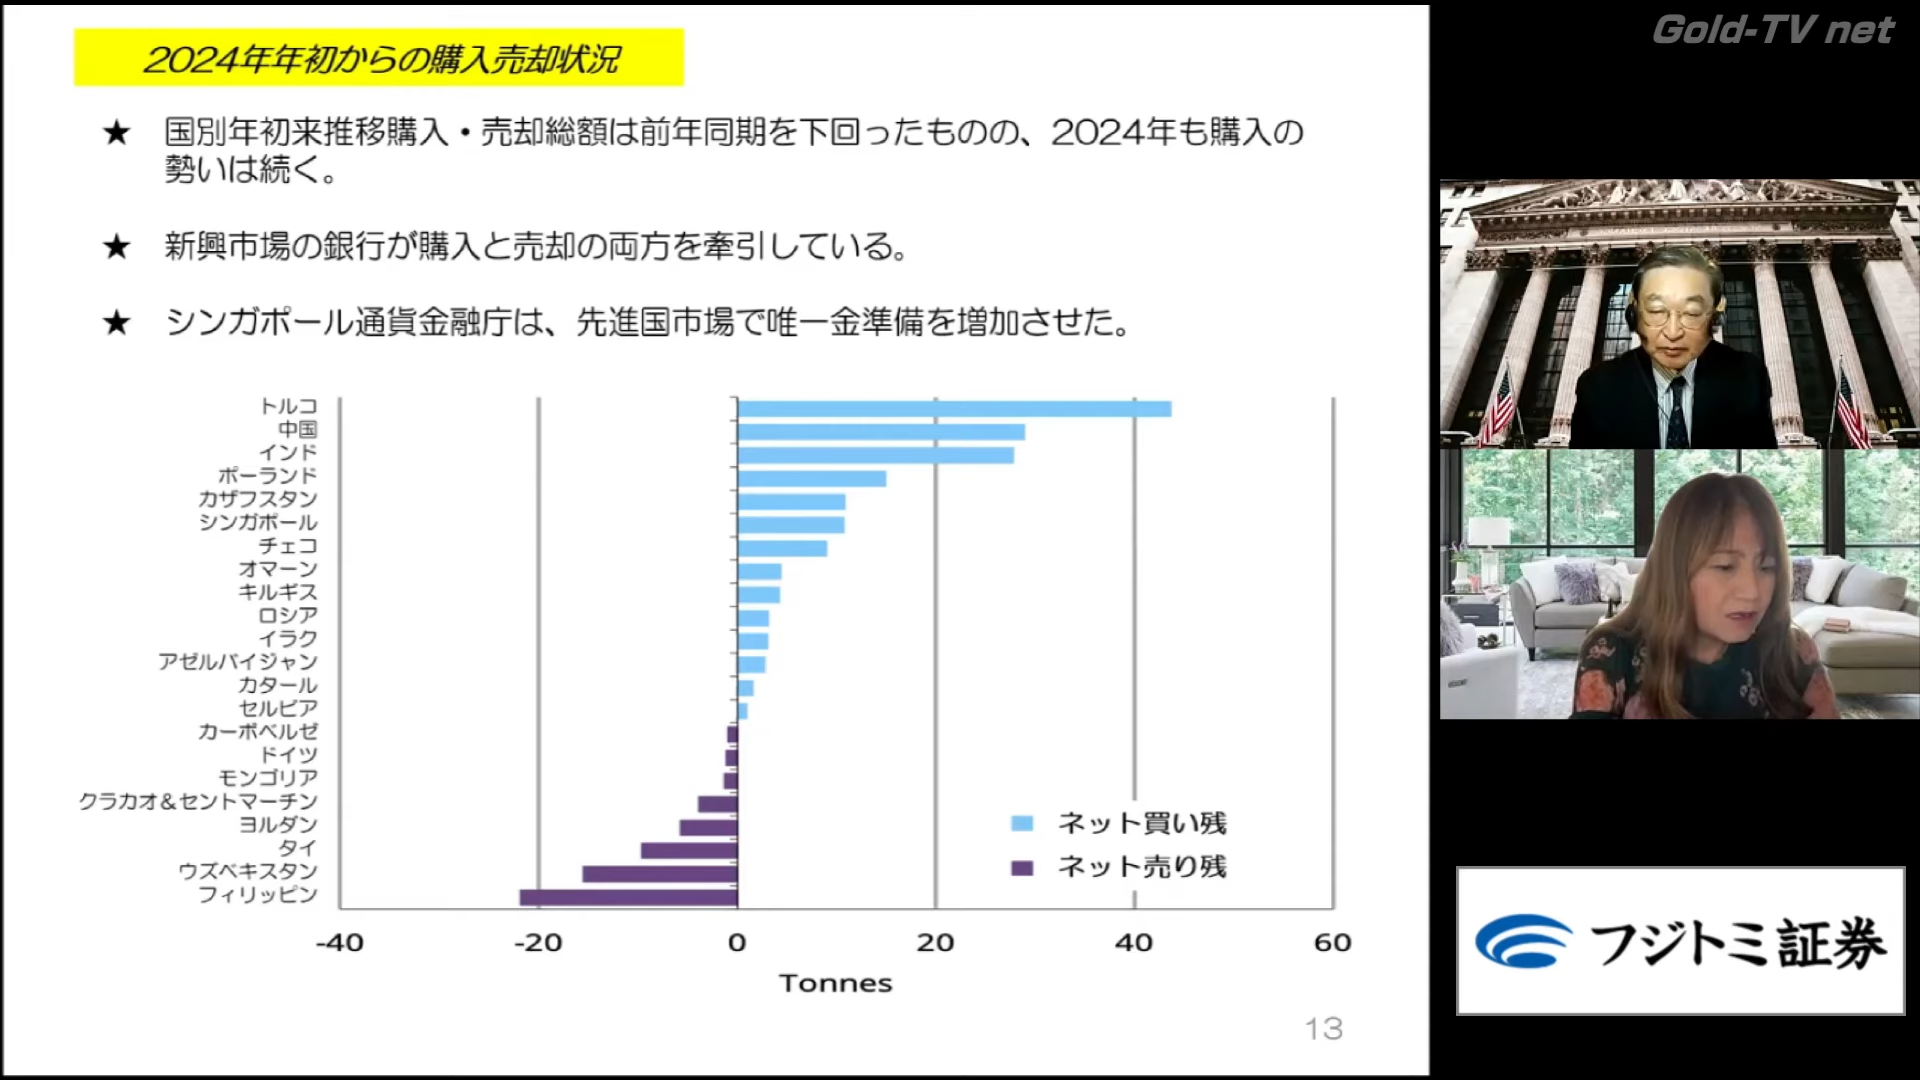 2024年年初からの購入売却状況
★ 国別年初来推移購入・売却総額は前年同期を下回ったものの、2024年も購入の
勢いは続く。
★ 新興市場の銀行が購入と売却の両方を牽引している。
★ シンガポール通貨金融庁は、先進国市場で唯一金準備を増加させた。
トルコ
中国
インド
ポーランド
カザフスタン
シンガポール
チェコ
オマーン
キルギス
ロシア
イラク
アゼルバイジャン
カタール
セルビア
カーボベルゼ
ドイツ
モンゴリア
クラカオ&セントマーチン
ヨルダン
タイ
ウズベキスタン
フィリッピン
ネット買い残
ネット売り残
-40 -20 0 20 40 60
Tonnes
13
Gold-TV net
フジトミ証券